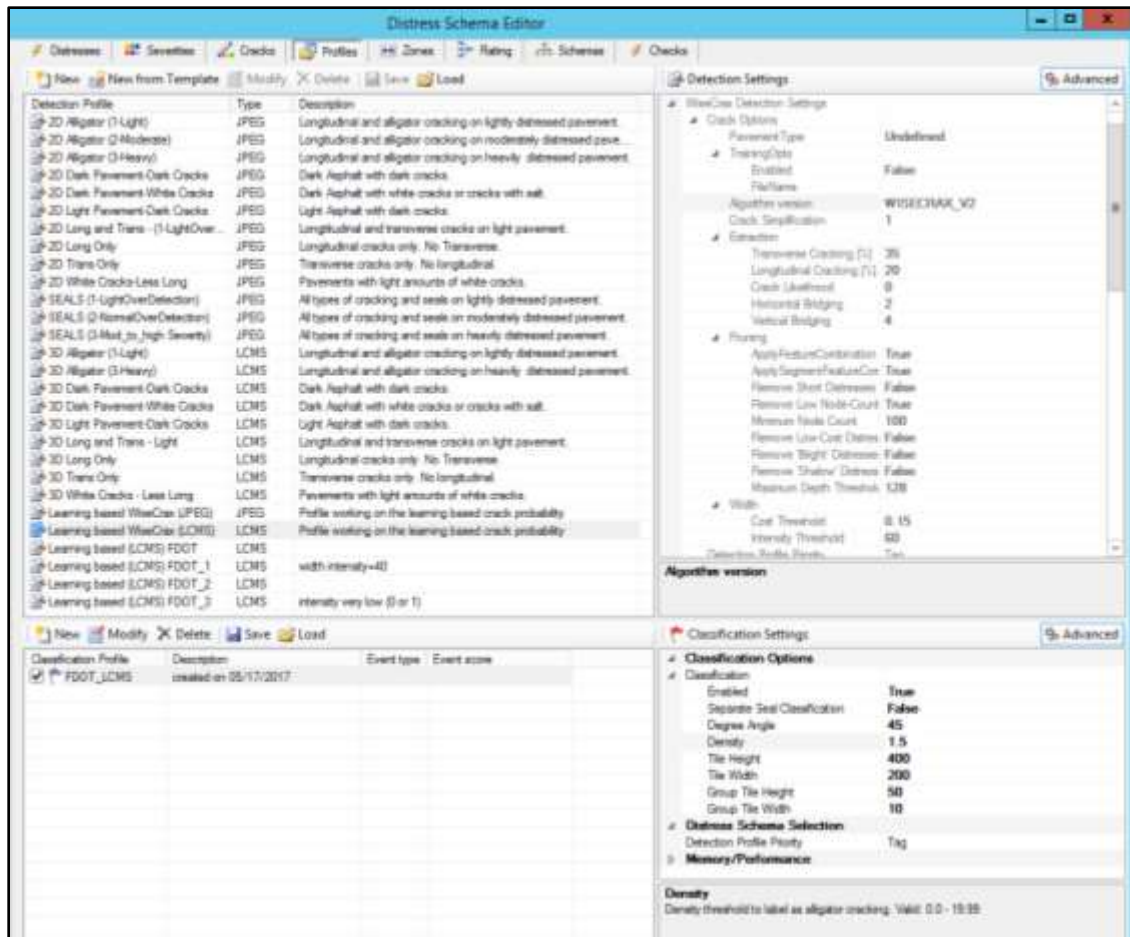 Distress Schema Editor
Distresses Severities Cracks Profiles Zones Rating Schemas Checks
New New from Template Modify Delete Save Load
Detection Profile Type Description
2D Alligator (1-Light) JPEG Longitudinal and alligator cracking on lightly distressed pavement.
2D Alligator (2-Moderate) JPEG Longitudinal and alligator cracking on moderately distressed pave...
2D Alligator (3-Heavy) JPEG Longitudinal and alligator cracking on heavily distressed pavement.
2D Dark Pavement-Dark Cracks JPEG Dark Asphalt with dark cracks.
2D Dark Pavement-White Cracks JPEG Dark Asphalt with white cracks or cracks with salt.
2D Light Pavement-Dark Cracks JPEG Light Asphalt with dark cracks.
2D Long and Trans - (1-LightOver... JPEG Longitudinal and transverse cracks on light pavement.
2D Long Only JPEG Longitudinal cracks only. No Transverse.
2D Trans Only JPEG Transverse cracks only. No longitudinal.
2D White Cracks-Less Long JPEG Pavements with light amounts of white cracks.
SEALS (1-LightOverDetection) JPEG All types of cracking and seals on lightly distressed pavement.
SEALS (2-NormalOverDetection) JPEG All types of cracking and seals on moderately distressed pavement.
SEALS (3-Mod_to_high Severity) JPEG All types of cracking and seals on heavily distressed pavement.
3D Alligator (1-Light) LCMS Longitudinal and alligator cracking on lightly distressed pavement.
3D Alligator (3-Heavy) LCMS Longitudinal and alligator cracking on heavily distressed pavement.
3D Dark Pavement-Dark Cracks LCMS Dark Asphalt with dark cracks.
3D Dark Pavement-White Cracks LCMS Dark Asphalt with white cracks or cracks with salt.
3D Light Pavement-Dark Cracks LCMS Light Asphalt with dark cracks.
3D Long and Trans - Light LCMS Longitudinal and transverse cracks on light pavement.
3D Long Only LCMS Longitudinal cracks only. No Transverse.
3D Trans Only LCMS Transverse cracks only. No longitudinal.
3D White Cracks - Less Long LCMS Pavements with light amounts of white cracks.
Learning based WiseCrax (JPEG) JPEG Profile working on the learning based crack probability
Learning based WiseCrax (LCMS) LCMS Profile working on the learning based crack probability
Learning based (LCMS) FDOT LCMS
Learning based (LCMS) FDOT_1 LCMS width intensity=40
Learning based (LCMS) FDOT_2 LCMS
Learning based (LCMS) FDOT_3 LCMS intensity very low (0 or 1)
Detection Settings Advanced
WiseCrax Detection Settings
Crack Options
Pavement Type Undefined
TrainingOpts
Enabled False
FileName
Algorithm version WISECRAX_V2
Crack Simplification 1
Extraction
Transverse Cracking [%] 35
Longitudinal Cracking [%] 20
Crack Likelihood 0
Horizontal Bridging 2
Vertical Bridging 4
Pruning
ApplyFeatureCombination True
ApplySegmentFeatureCom True
Remove Short Distresses False
Remove Low Node-Count True
Minimum Node Count 100
Remove Low-Cost Distres False
Remove 'Bright' Distresses False
Remove 'Shallow' Distress False
Maximum Depth Threshol 128
Width
Cost Threshold 0.15
Intensity Threshold 60
Detection Profile Priority Tag
Algorithm version
New Modify Delete Save Load
Classification Profile Description Event type Event score
FDOT_LCMS created on 05/17/2017
Classification Settings Advanced
Classification Options
Classification
Enabled True
Separate Seal Classification False
Degree Angle 45
Density 1.5
Tile Height 400
Tile Width 200
Group Tile Height 50
Group Tile Width 10
Distress Schema Selection
Detection Profile Priority Tag
Memory/Performance
Density
Density threshold to label as alligator cracking. Valid: 0.0 - 19.99